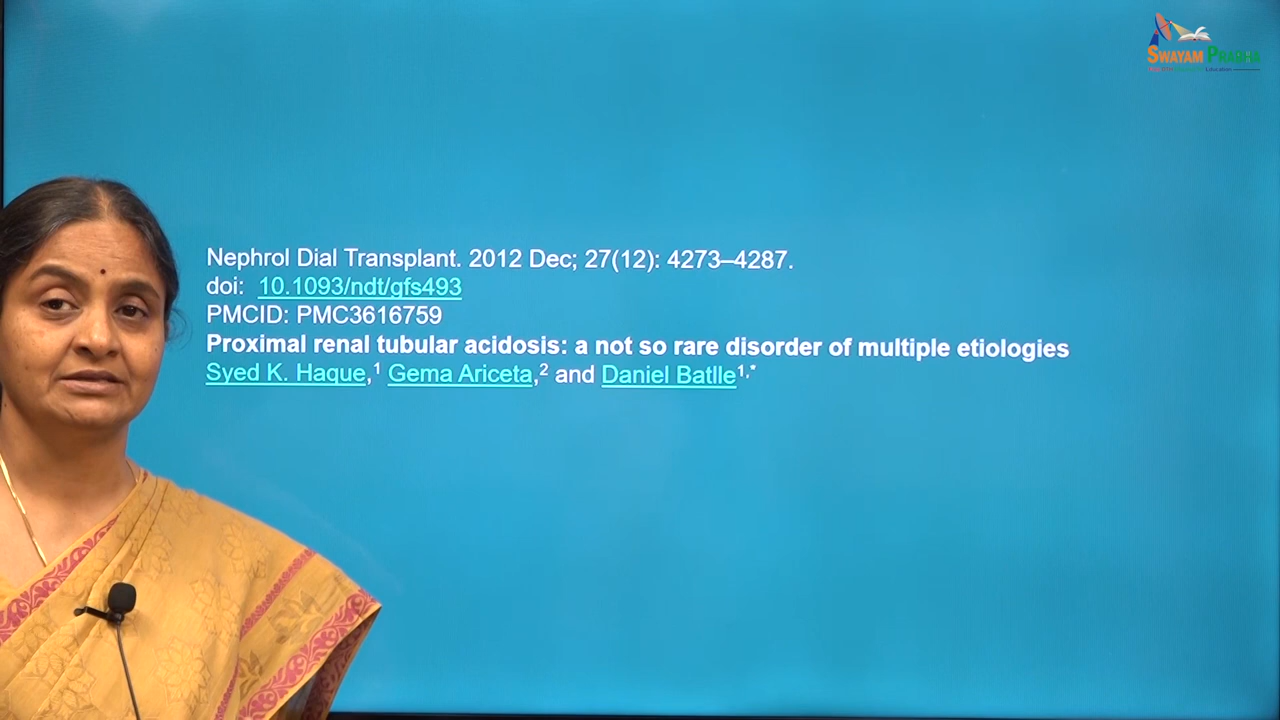 SWAYAM PRABHA
Nephrol Dial Transplant. 2012 Dec; 27(12): 4273–4287.
doi: 10.1093/ndt/gfs493
PMCID: PMC3616759
Proximal renal tubular acidosis: a not so rare disorder of multiple etiologies
Syed K. Haque,¹ Gema Ariceta,² and Daniel Batlle¹,*